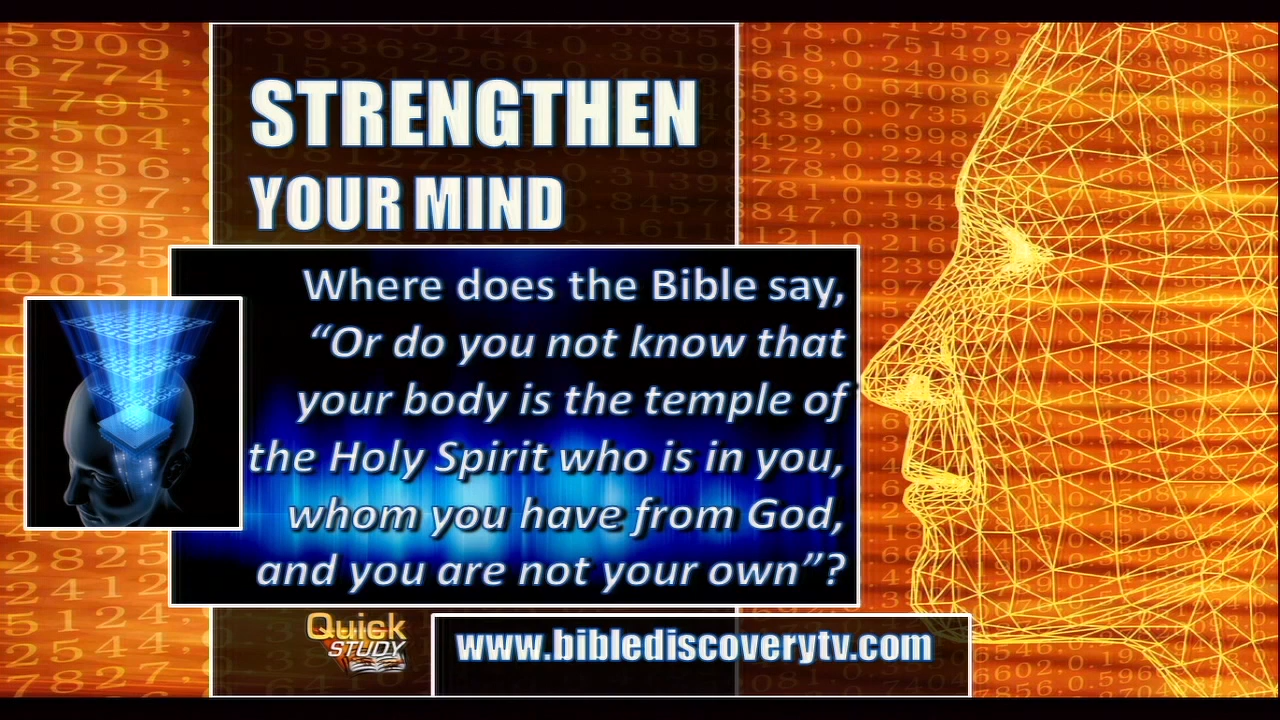 STRENGTHEN
YOUR MIND
Where does the Bible say,
“Or do you not know that
your body is the temple of
the Holy Spirit who is in you,
whom you have from God,
and you are not your own”?
Quick
STUDY
www.biblediscoverytv.com